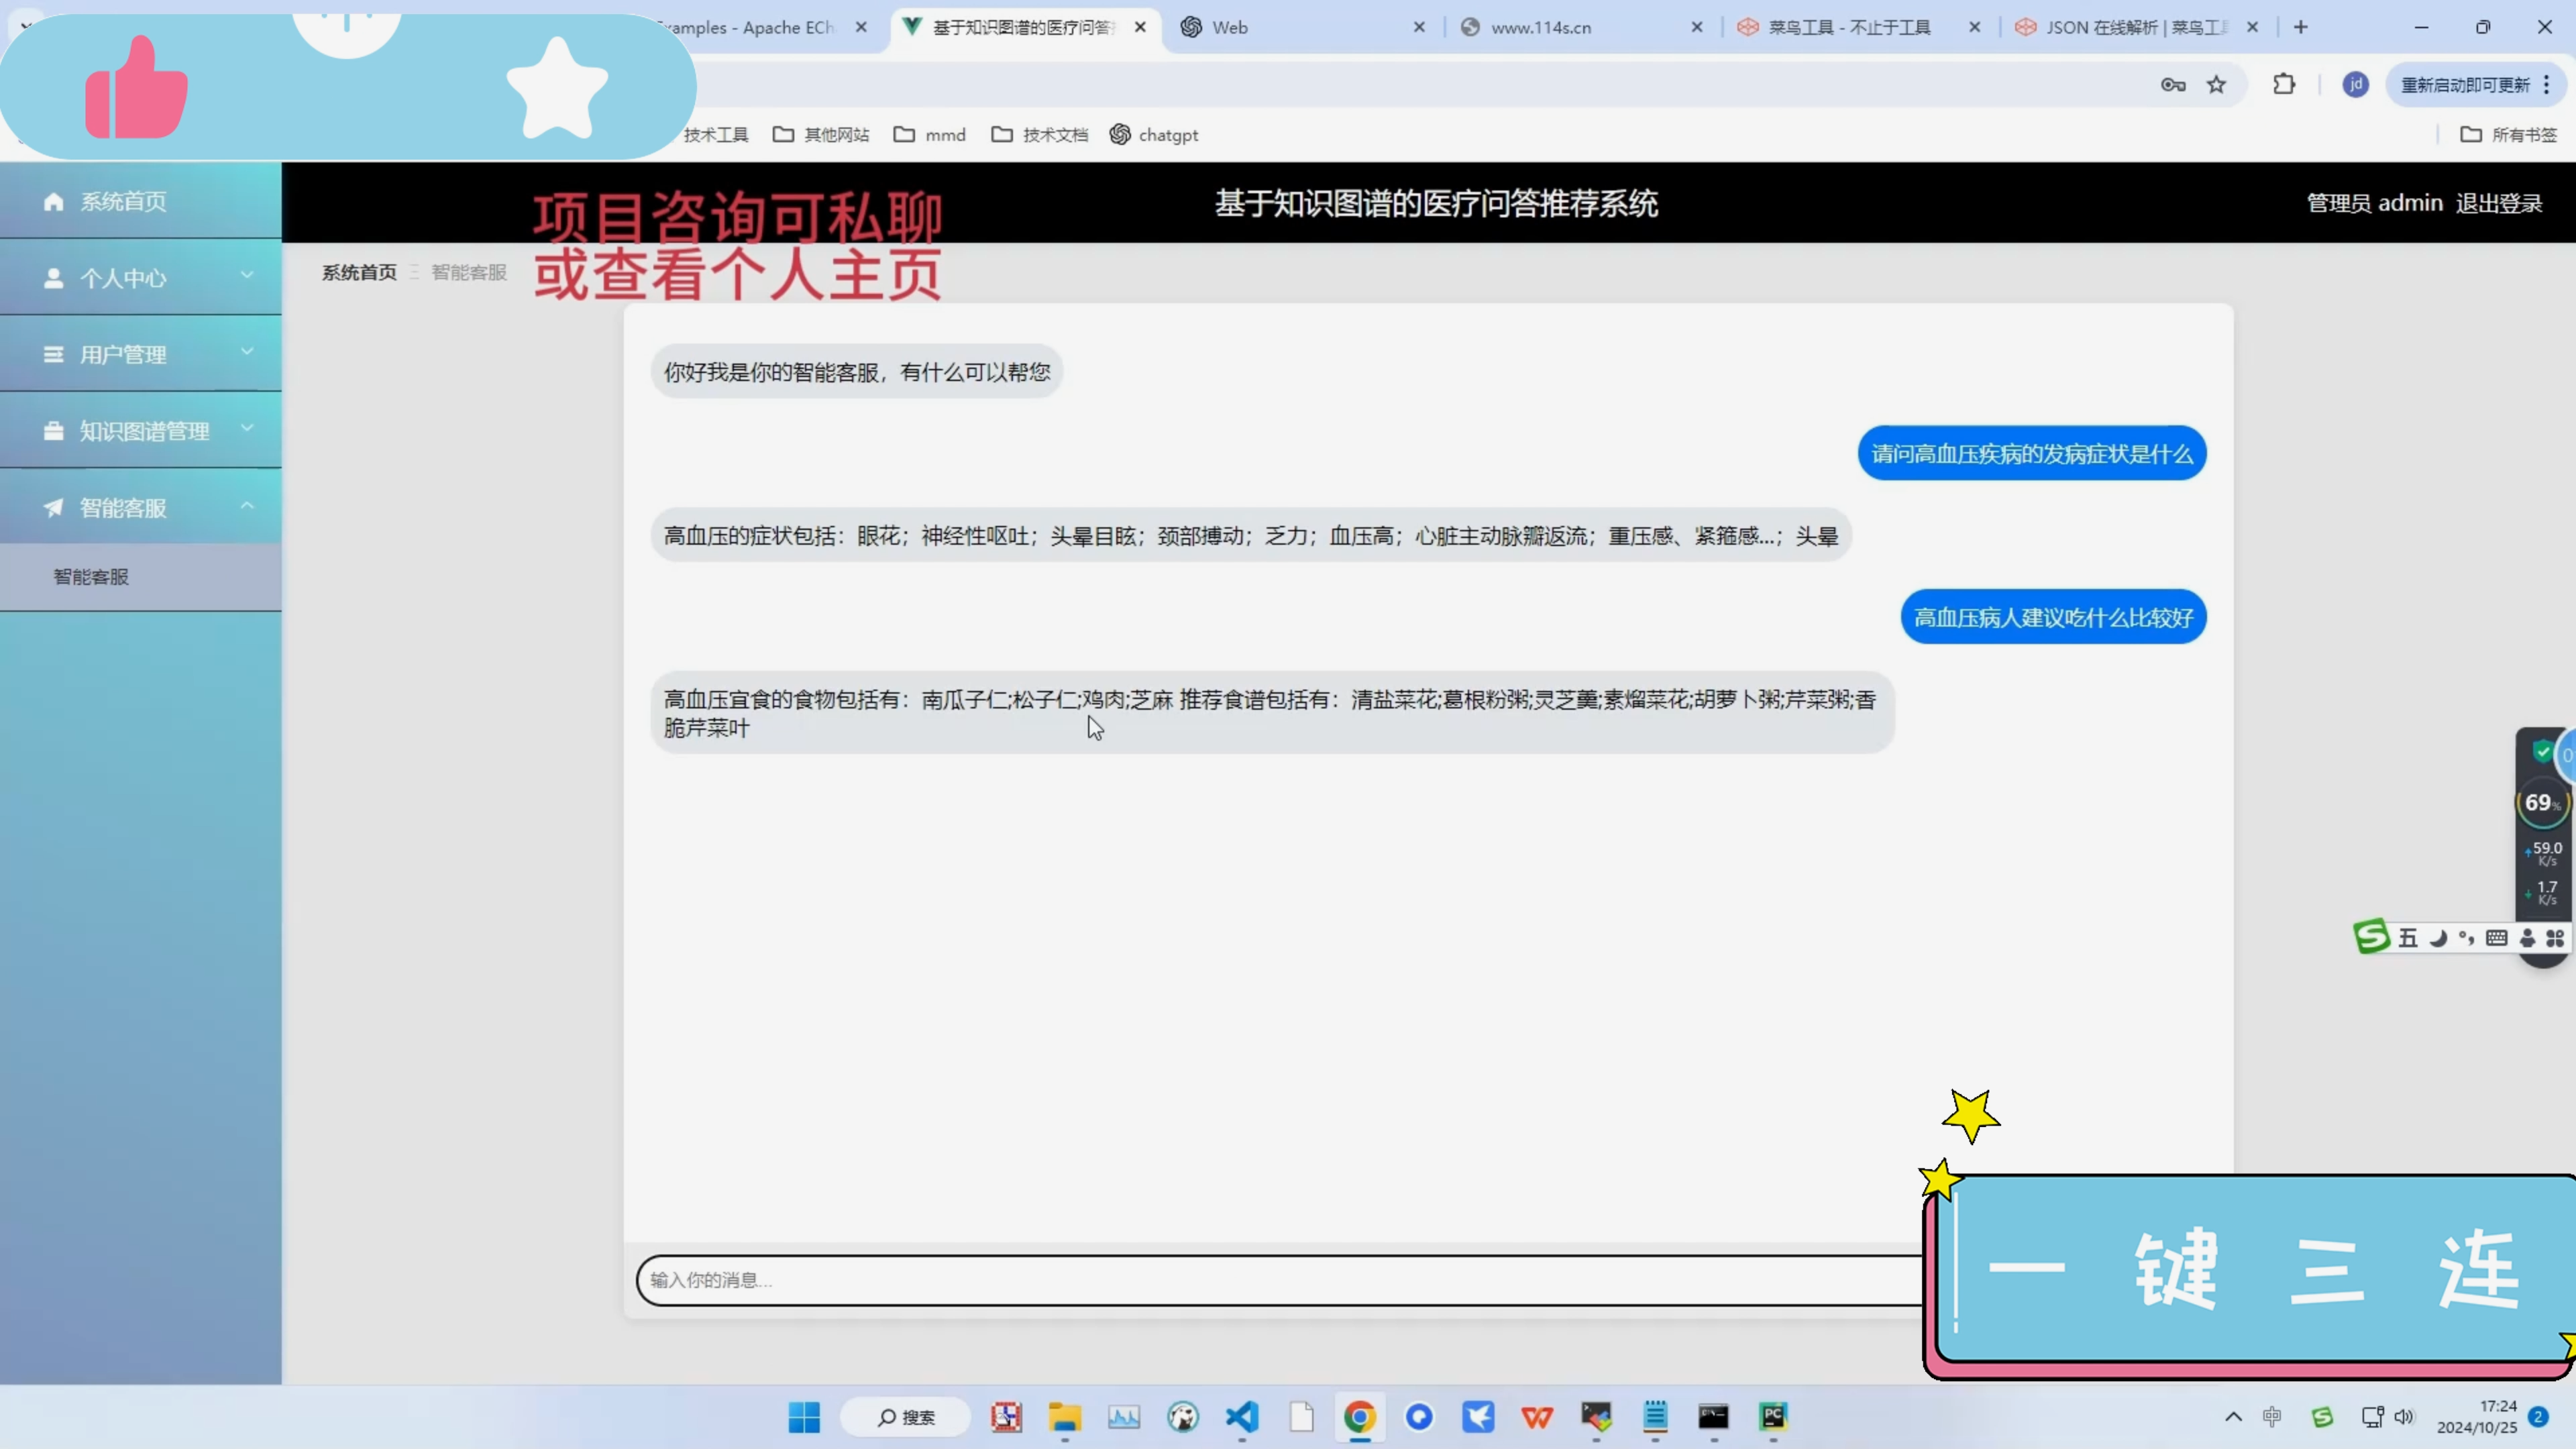 Examples - Apache ECh
基于知识图谱的医疗问答
Web
www.114s.cn
菜鸟工具 - 不止于工具
JSON 在线解析 | 菜鸟工
jd
重新启动即可更新
技术工具
其他网站
mmd
技术文档
chatgpt
所有书签
项目咨询可私聊
或查看个人主页
基于知识图谱的医疗问答推荐系统
管理员 admin
退出登录
系统首页
个人中心
用户管理
知识图谱管理
智能客服
智能客服
系统首页
智能客服
你好我是你的智能客服，有什么可以帮您
请问高血压疾病的发病症状是什么
高血压的症状包括：眼花；神经性呕吐；头晕目眩；颈部搏动；乏力；血压高；心脏主动脉瓣返流；重压感、紧箍感...；头晕
高血压病人建议吃什么比较好
高血压宜食的食物包括有：南瓜子仁;松子仁;鸡肉;芝麻 推荐食谱包括有：清盐菜花;葛根粉粥;灵芝羹;素熘菜花;胡萝卜粥;芹菜粥;香
脆芹菜叶
69%
59.0
K/s
1.7
K/s
五
输入你的消息...
一键三连
搜索
中
17:24
2024/10/25
2